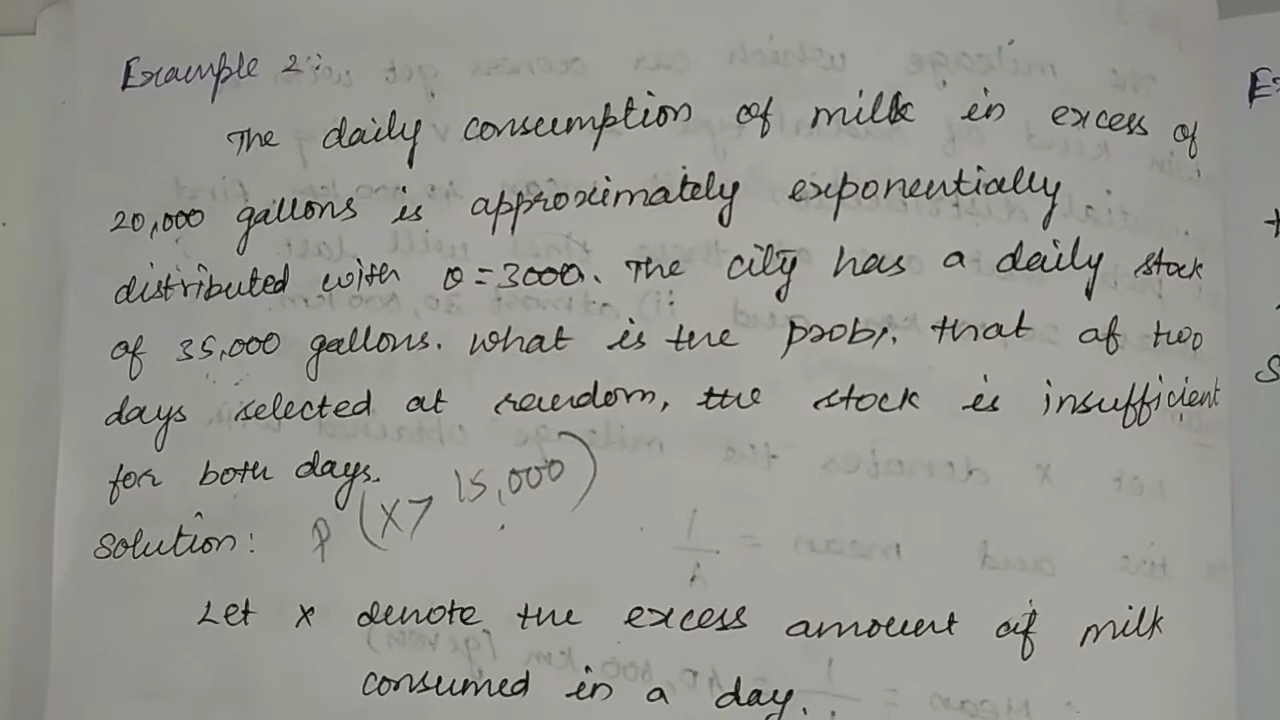 Example 2:
The daily consumption of milk in excess of
20,000 gallons is approximately exponentially
distributed with θ = 3000. The city has a daily stock
of 35,000 gallons. What is the prob. that of two
days selected at random, the stock is insufficient
for both days.
P(X> 15,000)
solution:
Let x denote the excess amount of milk
consumed in a day.